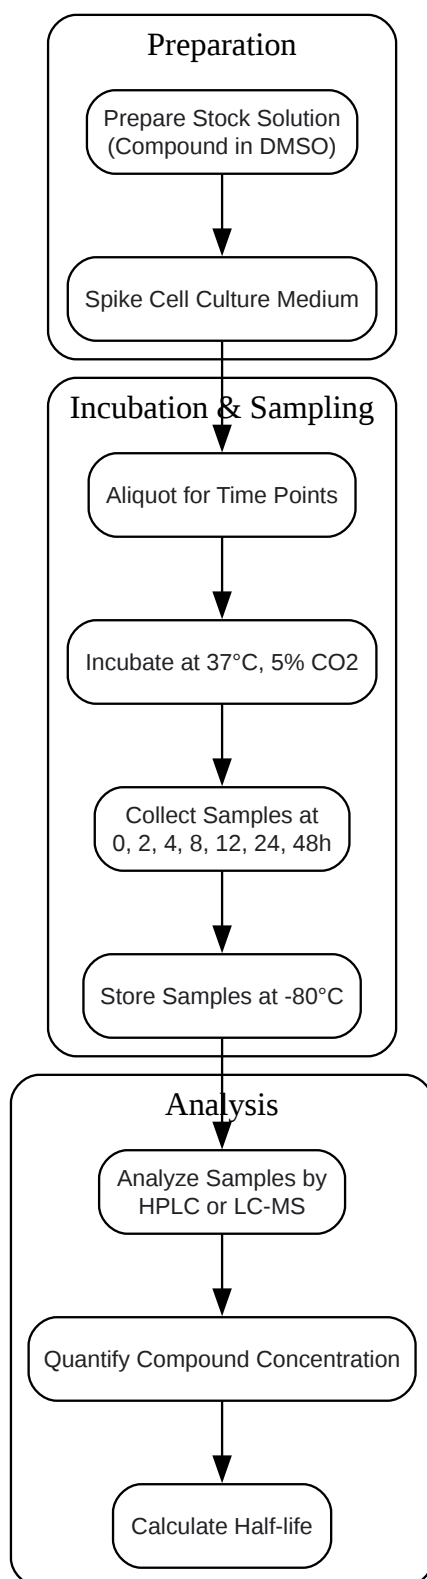 Preparation
Prepare Stock Solution
(Compound in DMSO)
Spike Cell Culture Medium
Incubation & Sampling
Aliquot for Time Points
Incubate at 37°C, 5% CO2
Collect Samples at
0, 2, 4, 8, 12, 24, 48h
Store Samples at -80°C
Analysis
Analyze Samples by
HPLC or LC-MS
Quantify Compound Concentration
Calculate Half-life